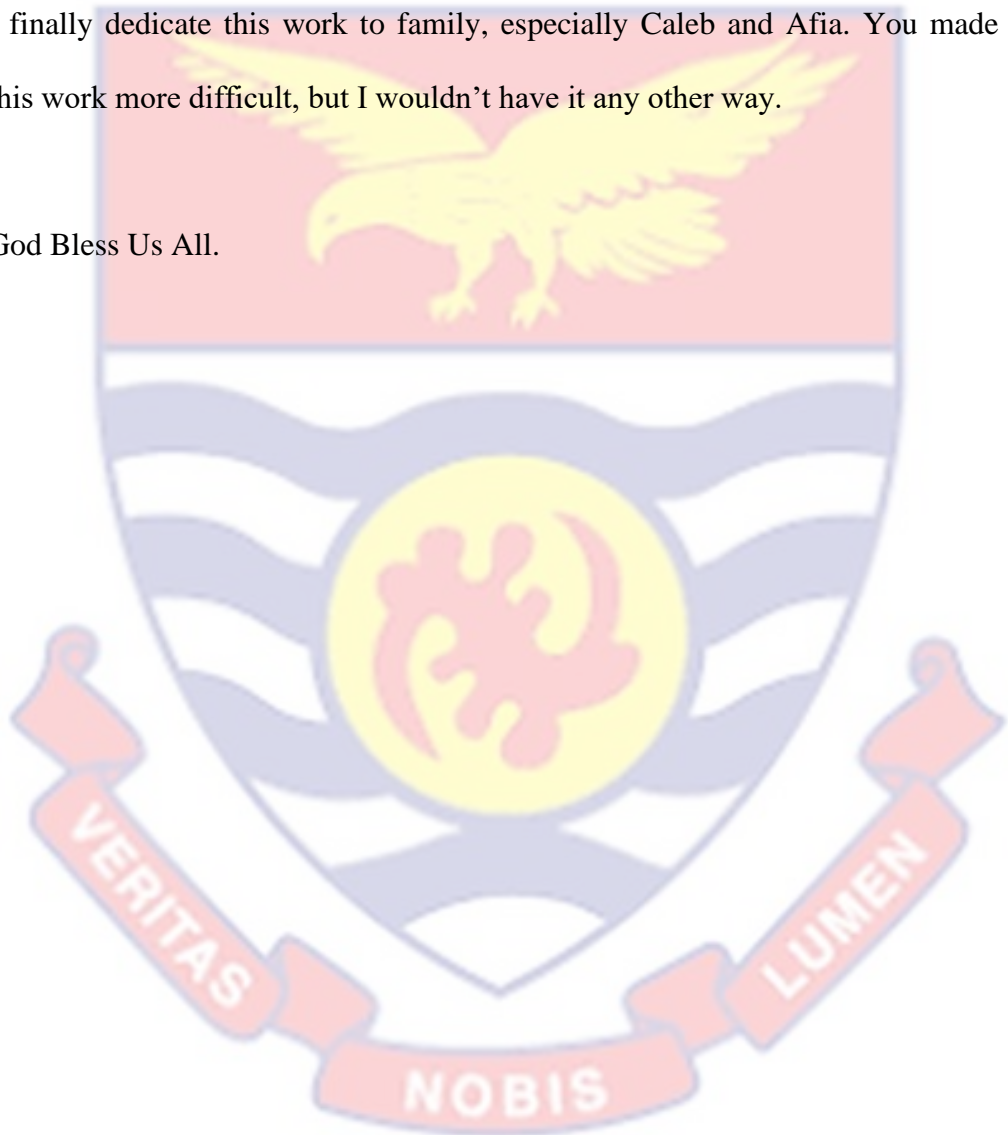 finally dedicate this work to family, especially Caleb and Afia. You made
his work more difficult, but I wouldn't have it any other way.
God Bless Us All.
VERITAS
NOBIS
LUMEN